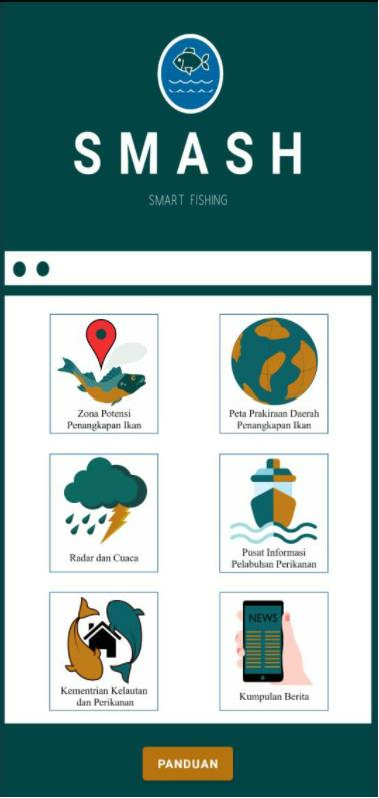 SMASH
SMART FISHING
Zona Potensi
Penangkapan Ikan
Peta Prakiraan Daerah
Penangkapan Ikan
Radar dan Cuaca
Pusat Informasi
Pelabuhan Perikanan
Kementrian Kelautan
dan Perikanan
NEWS
Kumpulan Berita
PANDUAN